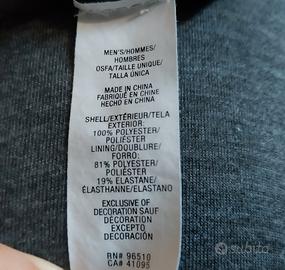 MEN'S/HOMMES/
HOMBRES
OSFA/TAILLE UNIQUE/
TALLA ÚNICA
MADE IN CHINA
FABRIQUÉ EN CHINE
HECHO EN CHINA
SHELL/EXTÉRIEUR/TELA
EXTERIOR:
100% POLYESTER/
POLIÉSTER
LINING/DOUBLURE/
FORRO:
81% POLYESTER/
POLIÉSTER
19% ELASTANE/
ÉLASTHANNE/ELASTANO
EXCLUSIVE OF
DECORATION SAUF
DÉCORATION
EXCEPTO
DECORACIÓN
RN# 96510
CA# 41095
subito